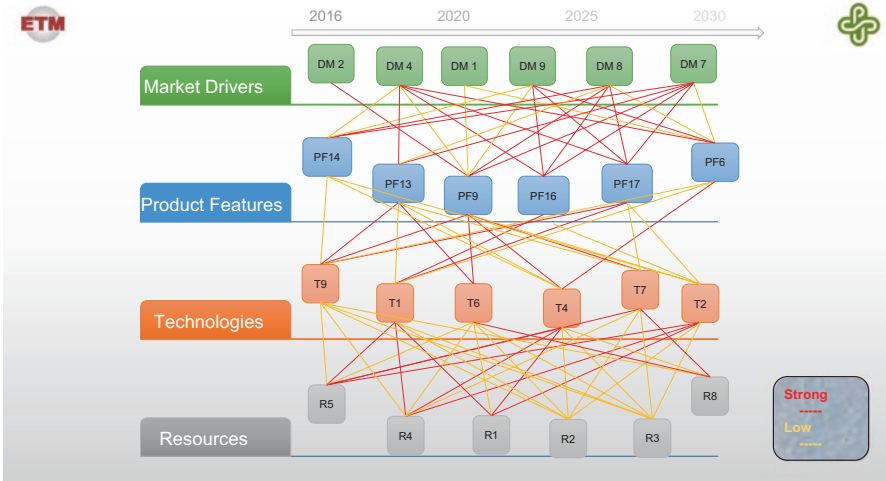 ETM
2016 2020 2025 2030
DM 2 DM 4 DM 1 DM 9 DM 8 DM 7
Market Drivers
PF14 PF13 PF9 PF16 PF17 PF6
Product Features
T9 T1 T6 T4 T7 T2
Technologies
R5 R4 R1 R2 R3 R8
Resources
Strong
-----
Low
-----